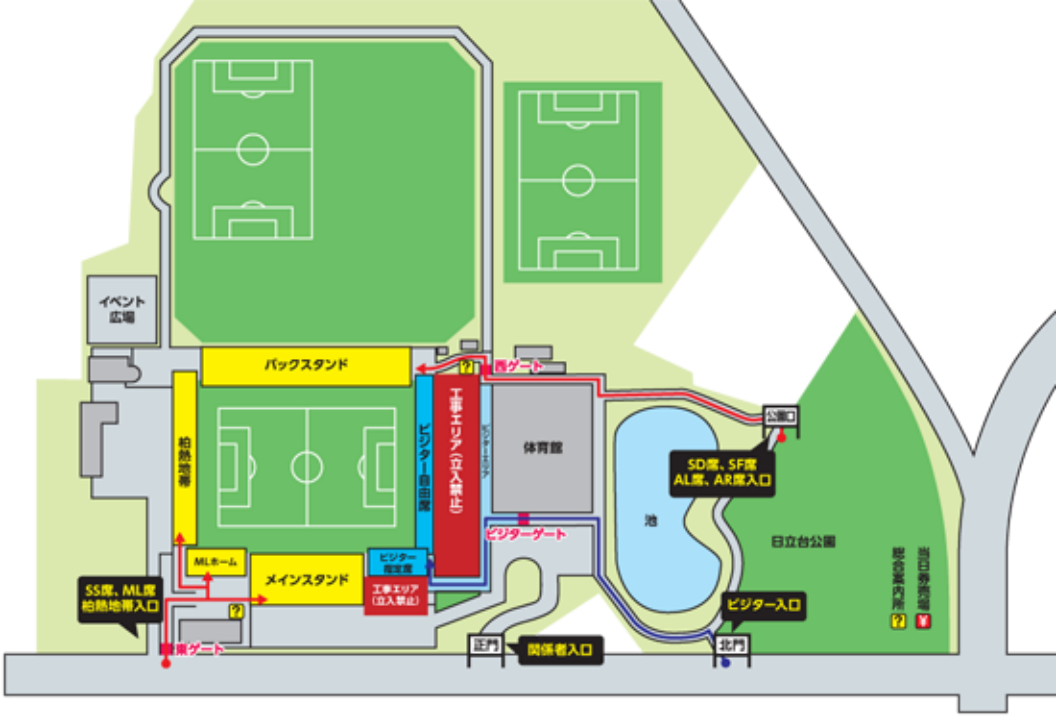 イベント
広場
バックスタンド
?
西ゲート
柏熱地帯
ビジター自由席
工事エリア(立入禁止)
ビジターエリア
体育館
公園口
SD席、SF席
AL席、AR席入口
池
日立台公園
総合案内所
?
当日券売場
¥
ビジターゲート
MLホーム
メインスタンド
ビジター
指定席
工事エリア
(立入禁止)
SS席、ML席
柏熱地帯入口
?
東ゲート
正門
関係者入口
ビジター入口
北門